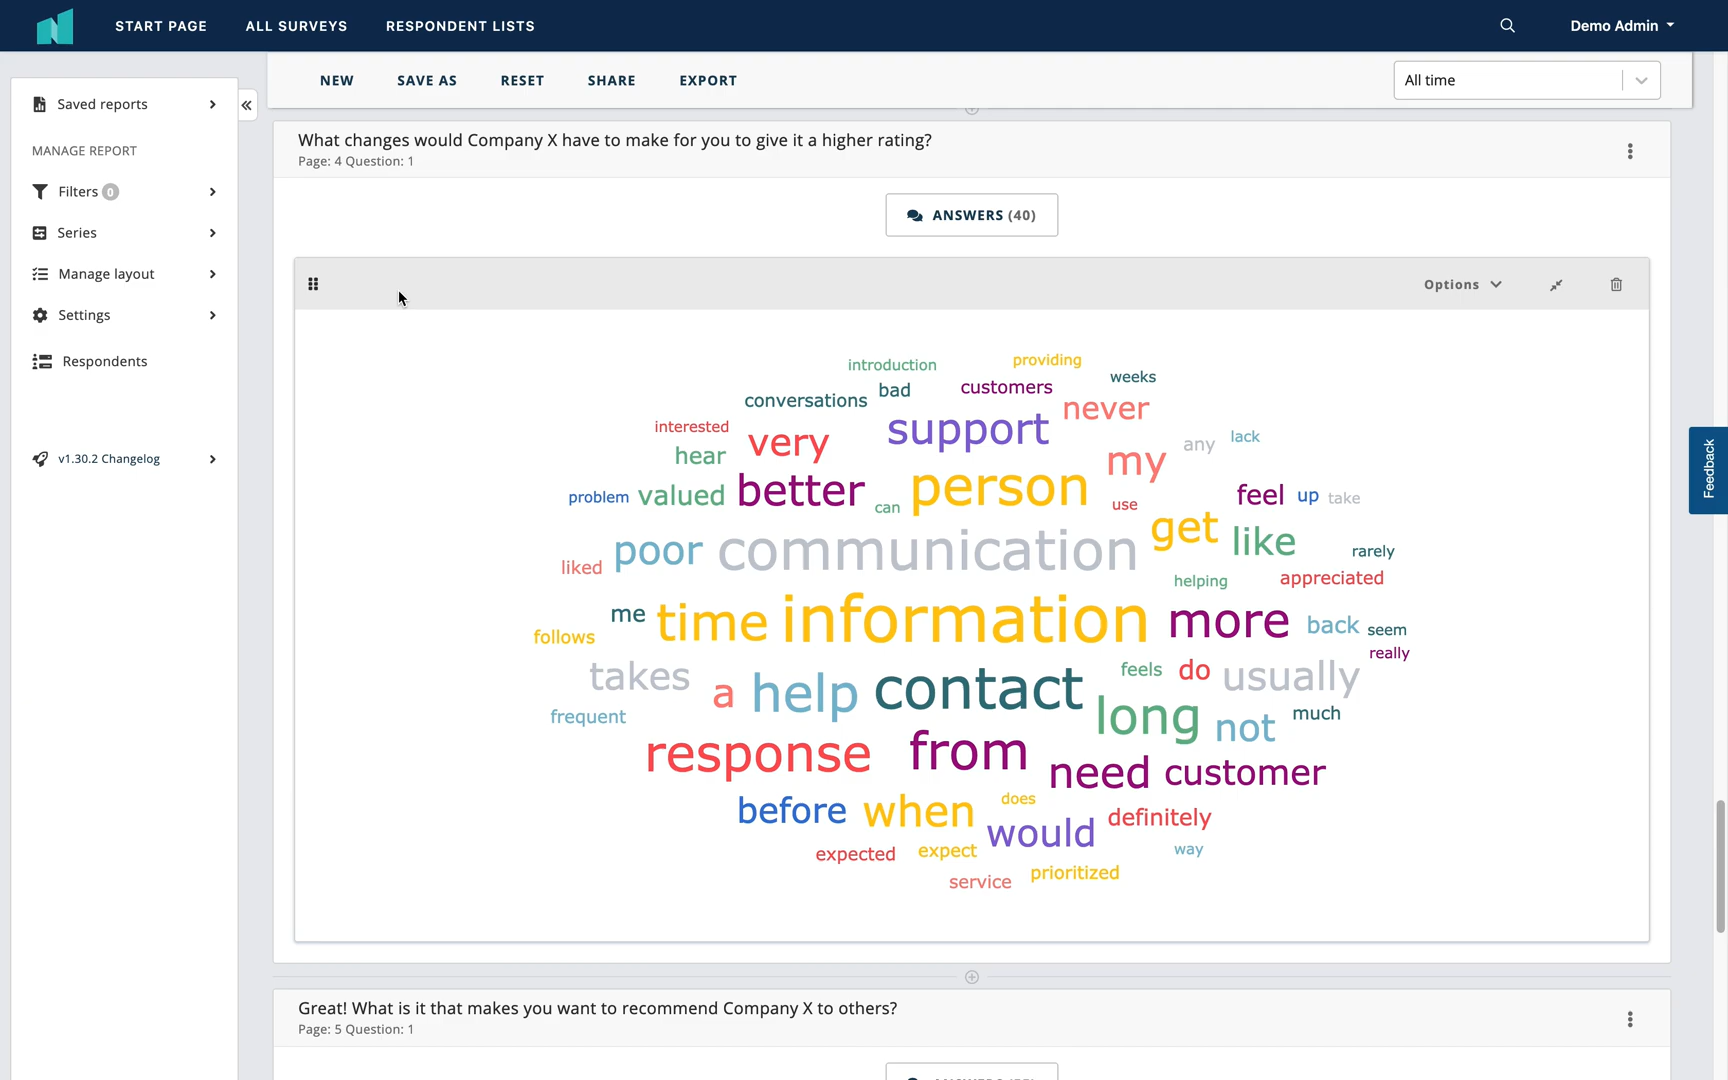 START PAGE ALL SURVEYS RESPONDENT LISTS Demo Admin
NEW SAVE AS RESET SHARE EXPORT All time
Saved reports
MANAGE REPORT
Filters 0
Series
Manage layout
Settings
Respondents
v1.30.2 Changelog
What changes would Company X have to make for you to give it a higher rating?
Page: 4 Question: 1
ANSWERS (40)
Options
introduction providing
conversations bad customers weeks
interested very support never
hear my any lack
problem valued better can person use feel up take
liked poor communication get like rarely
helping appreciated
follows me time information more back seem
really
takes a help contact feels do usually
frequent long not much
response from need customer
before when does would definitely
expected expect way
service prioritized
Feedback
Great! What is it that makes you want to recommend Company X to others?
Page: 5 Question: 1